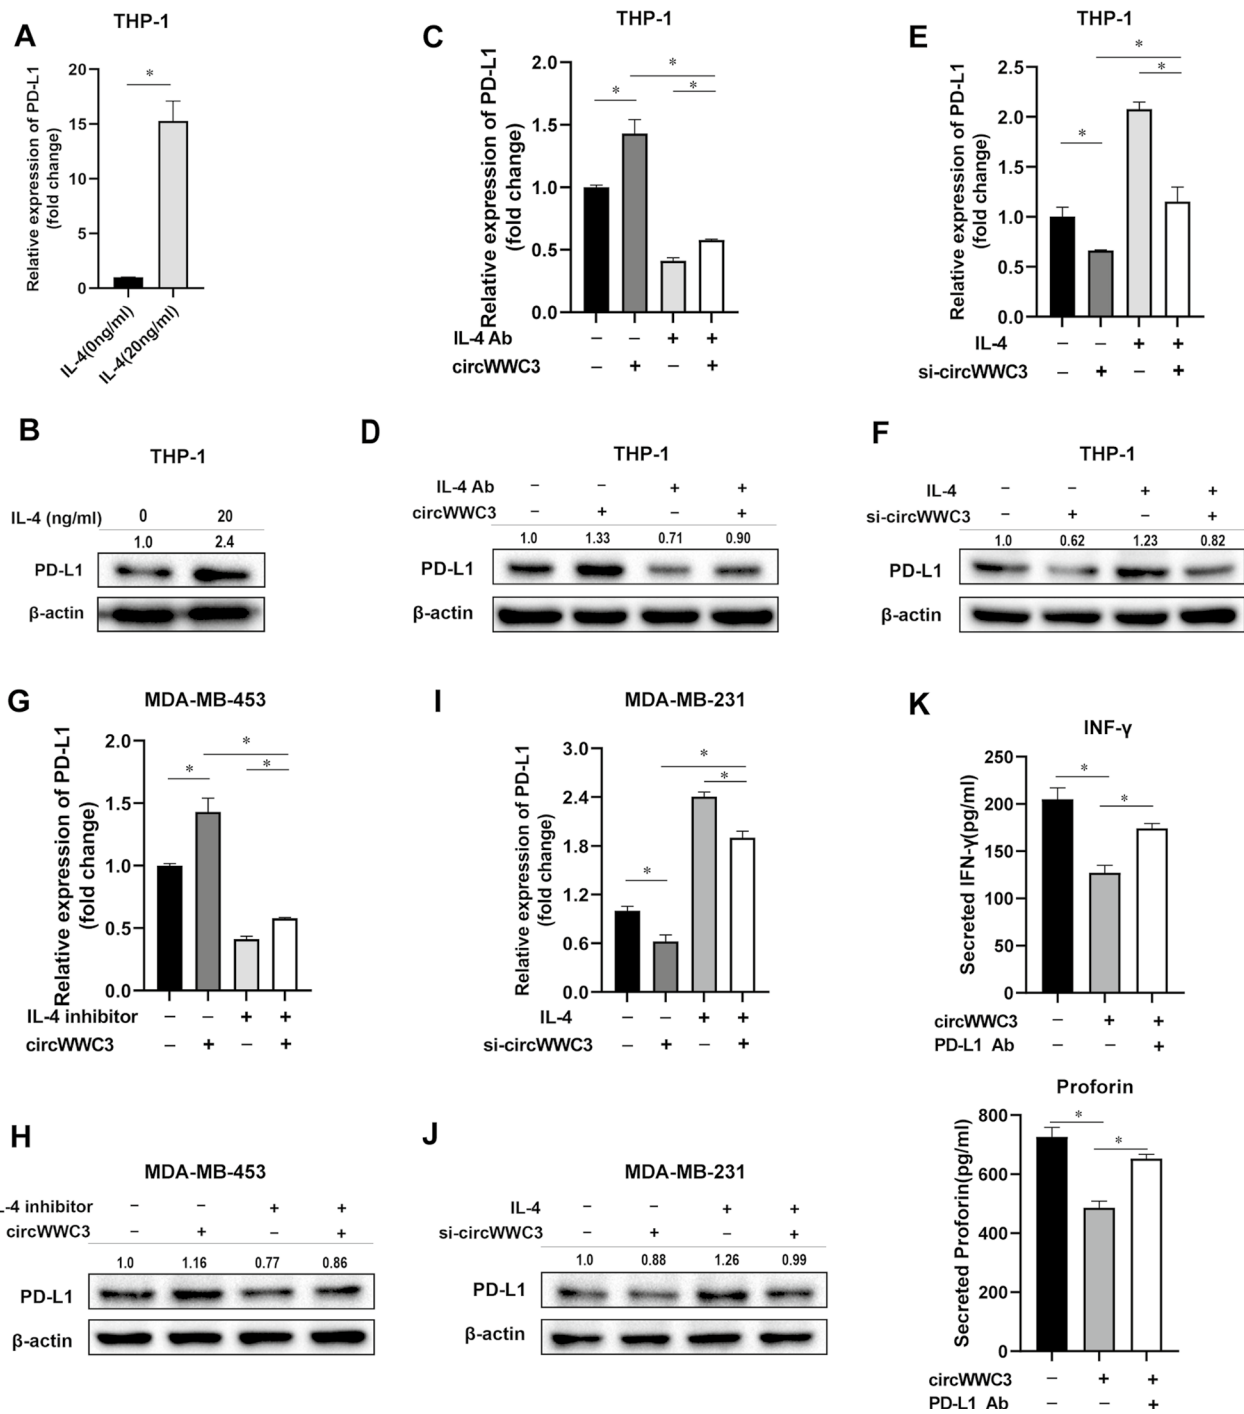 A
THP-1
Relative expression of PD-L1
(fold change)
20
15
10
5
0
*
IL-4(0ng/ml)
IL-4(20ng/ml)
C
THP-1
Relative expression of PD-L1
(fold change)
2.0
1.5
1.0
0.5
0.0
*
*
*
IL-4 Ab – – + +
circWWC3 – + – +
E
THP-1
Relative expression of PD-L1
(fold change)
2.5
2.0
1.5
1.0
0.5
0.0
*
*
*
IL-4 – – + +
si-circWWC3 – + – +
B
THP-1
IL-4 (ng/ml) 0 20
1.0 2.4
PD-L1
β-actin
D
THP-1
IL-4 Ab – – + +
circWWC3 – + – +
1.0 1.33 0.71 0.90
PD-L1
β-actin
F
THP-1
IL-4 – – + +
si-circWWC3 – + – +
1.0 0.62 1.23 0.82
PD-L1
β-actin
G
MDA-MB-453
Relative expression of PD-L1
(fold change)
2.0
1.5
1.0
0.5
0.0
*
*
*
IL-4 inhibitor – – + +
circWWC3 – + – +
I
MDA-MB-231
Relative expression of PD-L1
(fold change)
3.0
2.4
1.8
1.2
0.6
0.0
*
*
*
IL-4 – – + +
si-circWWC3 – + – +
K
INF-γ
Secreted IFN-γ(pg/ml)
250
200
150
100
50
0
*
*
circWWC3 – + +
PD-L1 Ab – – +
H
MDA-MB-453
L-4 inhibitor – – + +
circWWC3 – + – +
1.0 1.16 0.77 0.86
PD-L1
β-actin
J
MDA-MB-231
IL-4 – – + +
si-circWWC3 – + – +
1.0 0.88 1.26 0.99
PD-L1
β-actin
Proforin
Secreted Proforin(pg/ml)
800
600
400
200
0
*
*
circWWC3 – + +
PD-L1 Ab – – +